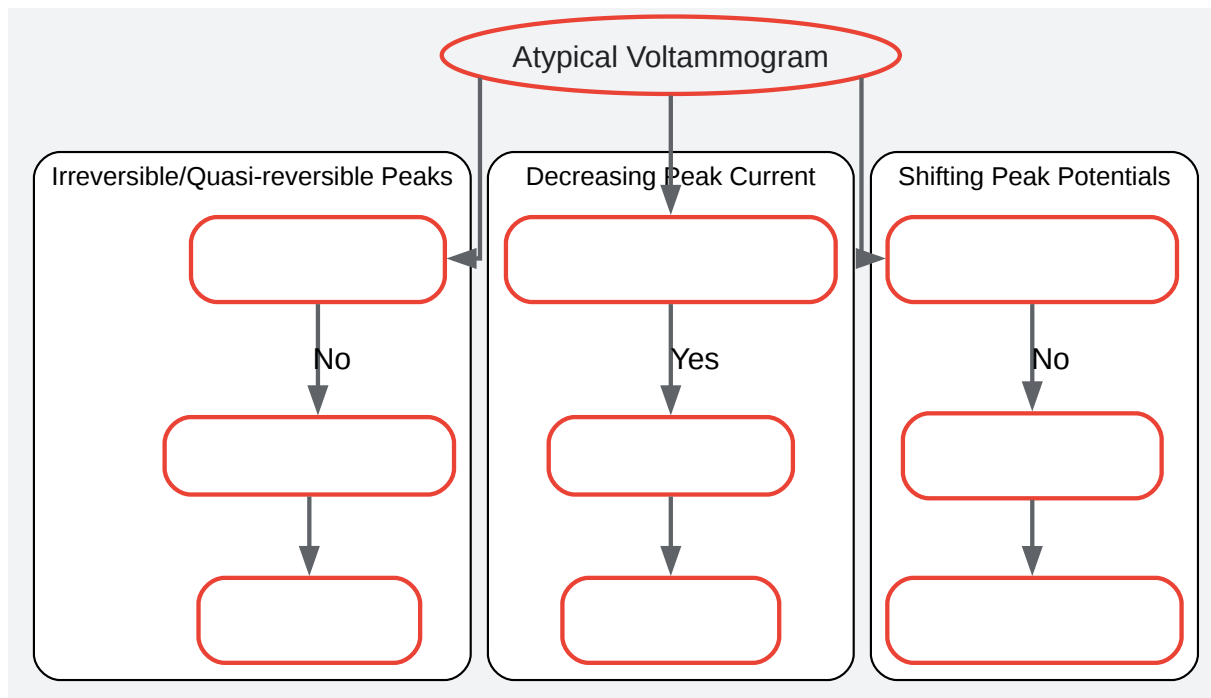 Atypical Voltammogram
Irreversible/Quasi-reversible Peaks
Decreasing Peak Current
Shifting Peak Potentials
No
Yes
No